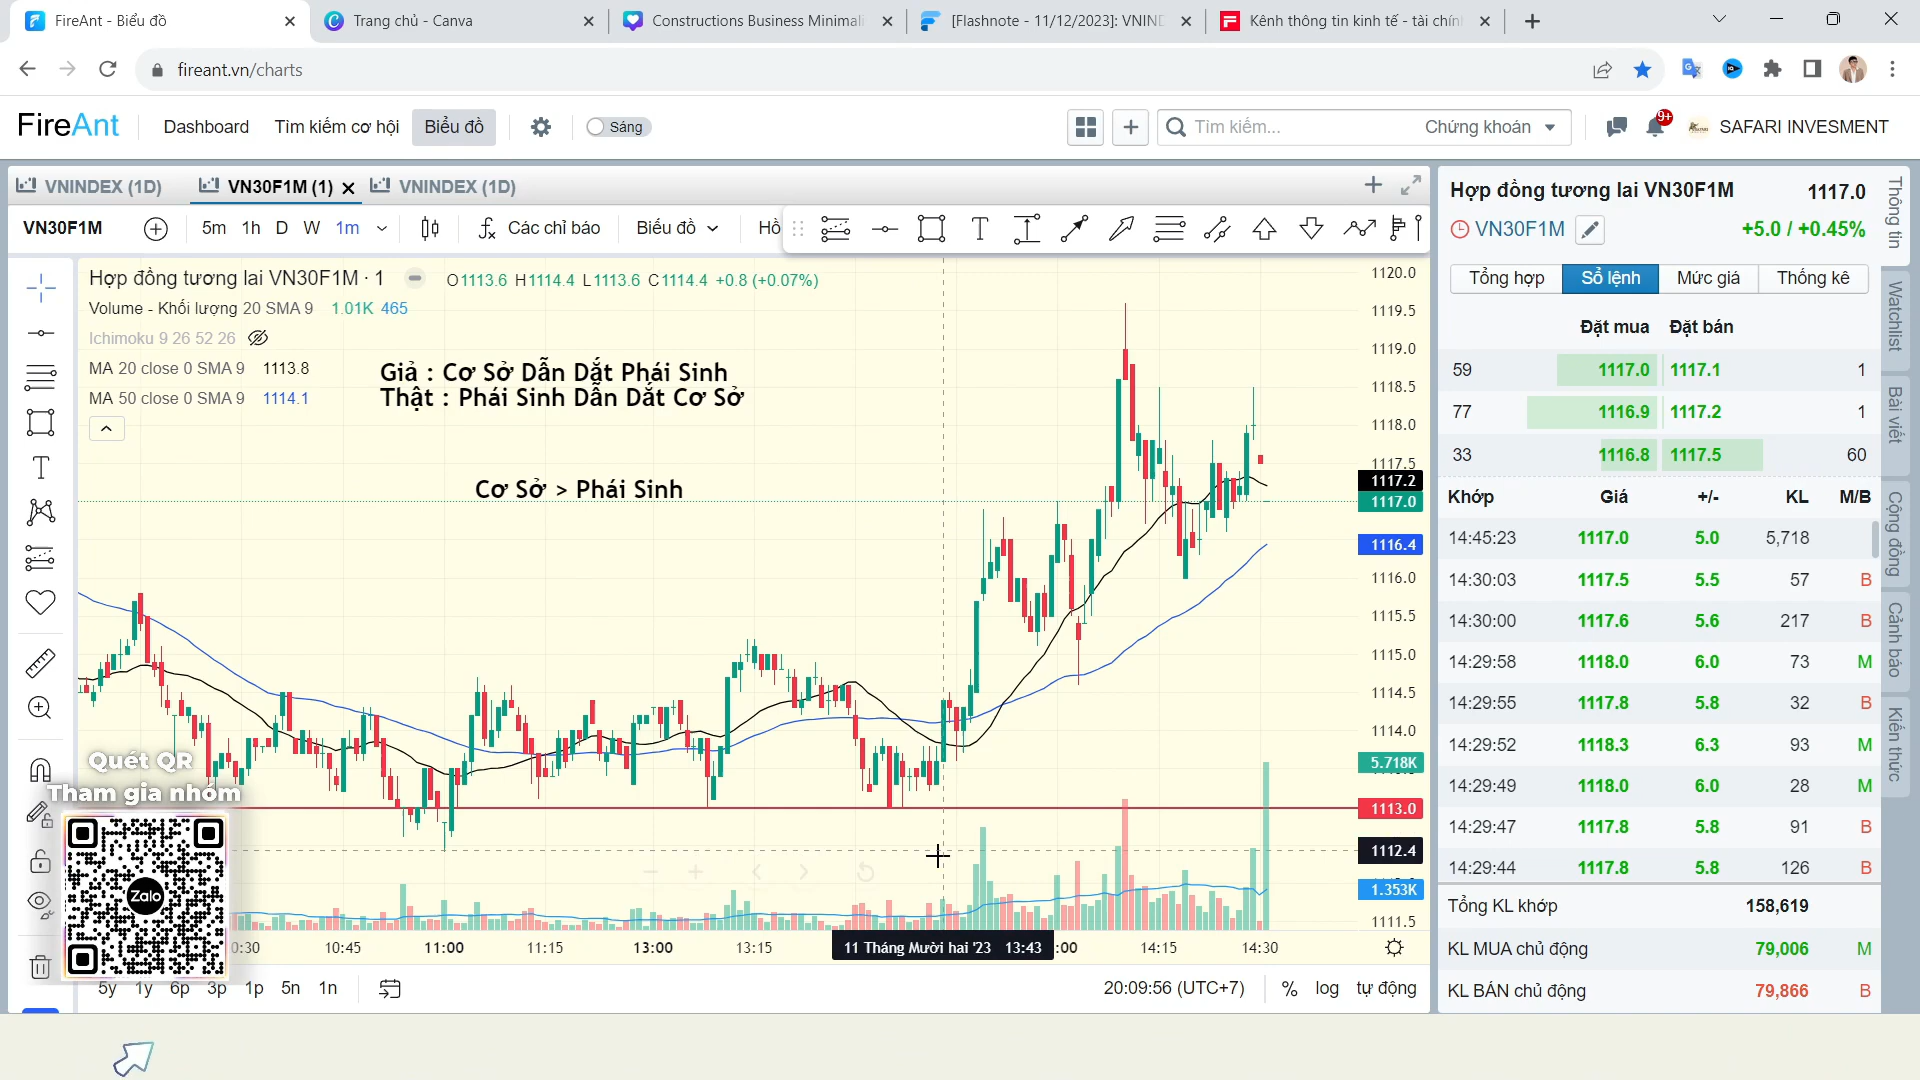 FireAnt - Biểu đồ
Trang chủ - Canva
Constructions Business Minimali
[Flashnote - 11/12/2023]: VNIND
Kênh thông tin kinh tế - tài chín
fireant.vn/charts
FireAnt
Dashboard
Tìm kiếm cơ hội
Biểu đồ
Sáng
Tìm kiếm...
Chứng khoán
9+
SAFARI INVESMENT
VNINDEX (1D)
VN30F1M (1)
VNINDEX (1D)
VN30F1M
5m 1h D W 1m
Các chỉ báo
Biểu đồ
Hồ
Hợp đồng tương lai VN30F1M · 1
O1113.6 H1114.4 L1113.6 C1114.4 +0.8 (+0.07%)
Volume - Khối lượng 20 SMA 9 1.01K 465
Ichimoku 9 26 52 26
MA 20 close 0 SMA 9 1113.8
MA 50 close 0 SMA 9 1114.1
Giả : Cơ Sở Dẫn Dắt Phái Sinh
Thật : Phái Sinh Dẫn Dắt Cơ Sở
Cơ Sở > Phái Sinh
1120.0
1119.5
1119.0
1118.5
1118.0
1117.5
1117.2
1117.0
1116.4
1116.0
1115.5
1115.0
1114.5
1114.0
5.718K
1113.0
1112.4
1.353K
1111.5
0:30 10:45 11:00 11:15 13:00 13:15 11 Tháng Mười hai '23 13:43 :00 14:15 14:30
Quét QR
Tham gia nhóm
Zalo
5y 1y 6p 3p 1p 5n 1n
20:09:56 (UTC+7)
% log tự động
Hợp đồng tương lai VN30F1M 1117.0
VN30F1M +5.0 / +0.45%
Tổng hợp Sổ lệnh Mức giá Thống kê
Đặt mua Đặt bán
59 1117.0 1117.1 1
77 1116.9 1117.2 1
33 1116.8 1117.5 60
Khớp Giá +/- KL M/B
14:45:23 1117.0 5.0 5,718
14:30:03 1117.5 5.5 57 B
14:30:00 1117.6 5.6 217 B
14:29:58 1118.0 6.0 73 M
14:29:55 1117.8 5.8 32 B
14:29:52 1118.3 6.3 93 M
14:29:49 1118.0 6.0 28 M
14:29:47 1117.8 5.8 91 B
14:29:44 1117.8 5.8 126 B
Tổng KL khớp 158,619
KL MUA chủ động 79,006 M
KL BÁN chủ động 79,866 B
Thông tin
Watchlist
Bài viết
Cộng đồng
Cảnh báo
Kiến thức